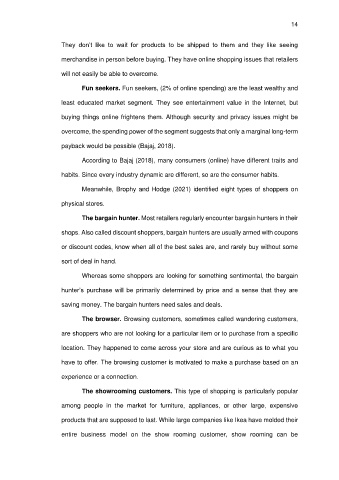 14
They don't like to wait for products to be shipped to them and they like seeing
merchandise in person before buying. They have online shopping issues that retailers
will not easily be able to overcome.
Fun seekers. Fun seekers, (2% of online spending) are the least wealthy and
least educated market segment. They see entertainment value in the Internet, but
buying things online frightens them. Although security and privacy issues might be
overcome, the spending power of the segment suggests that only a marginal long-term
payback would be possible (Bajaj, 2018).
According to Bajaj (2018), many consumers (online) have different traits and
habits. Since every industry dynamic are different, so are the consumer habits.
Meanwhile, Brophy and Hodge (2021) identified eight types of shoppers on
physical stores.
The bargain hunter. Most retailers regularly encounter bargain hunters in their
shops. Also called discount shoppers, bargain hunters are usually armed with coupons
or discount codes, know when all of the best sales are, and rarely buy without some
sort of deal in hand.
Whereas some shoppers are looking for something sentimental, the bargain
hunter's purchase will be primarily determined by price and a sense that they are
saving money. The bargain hunters need sales and deals.
The browser. Browsing customers, sometimes called wandering customers,
are shoppers who are not looking for a particular item or to purchase from a specific
location. They happened to come across your store and are curious as to what you
have to offer. The browsing customer is motivated to make a purchase based on an
experience or a connection.
The showrooming customers. This type of shopping is particularly popular
among people in the market for furniture, appliances, or other large, expensive
products that are supposed to last. While large companies like Ikea have molded their
entire business model on the show rooming customer, show rooming can be